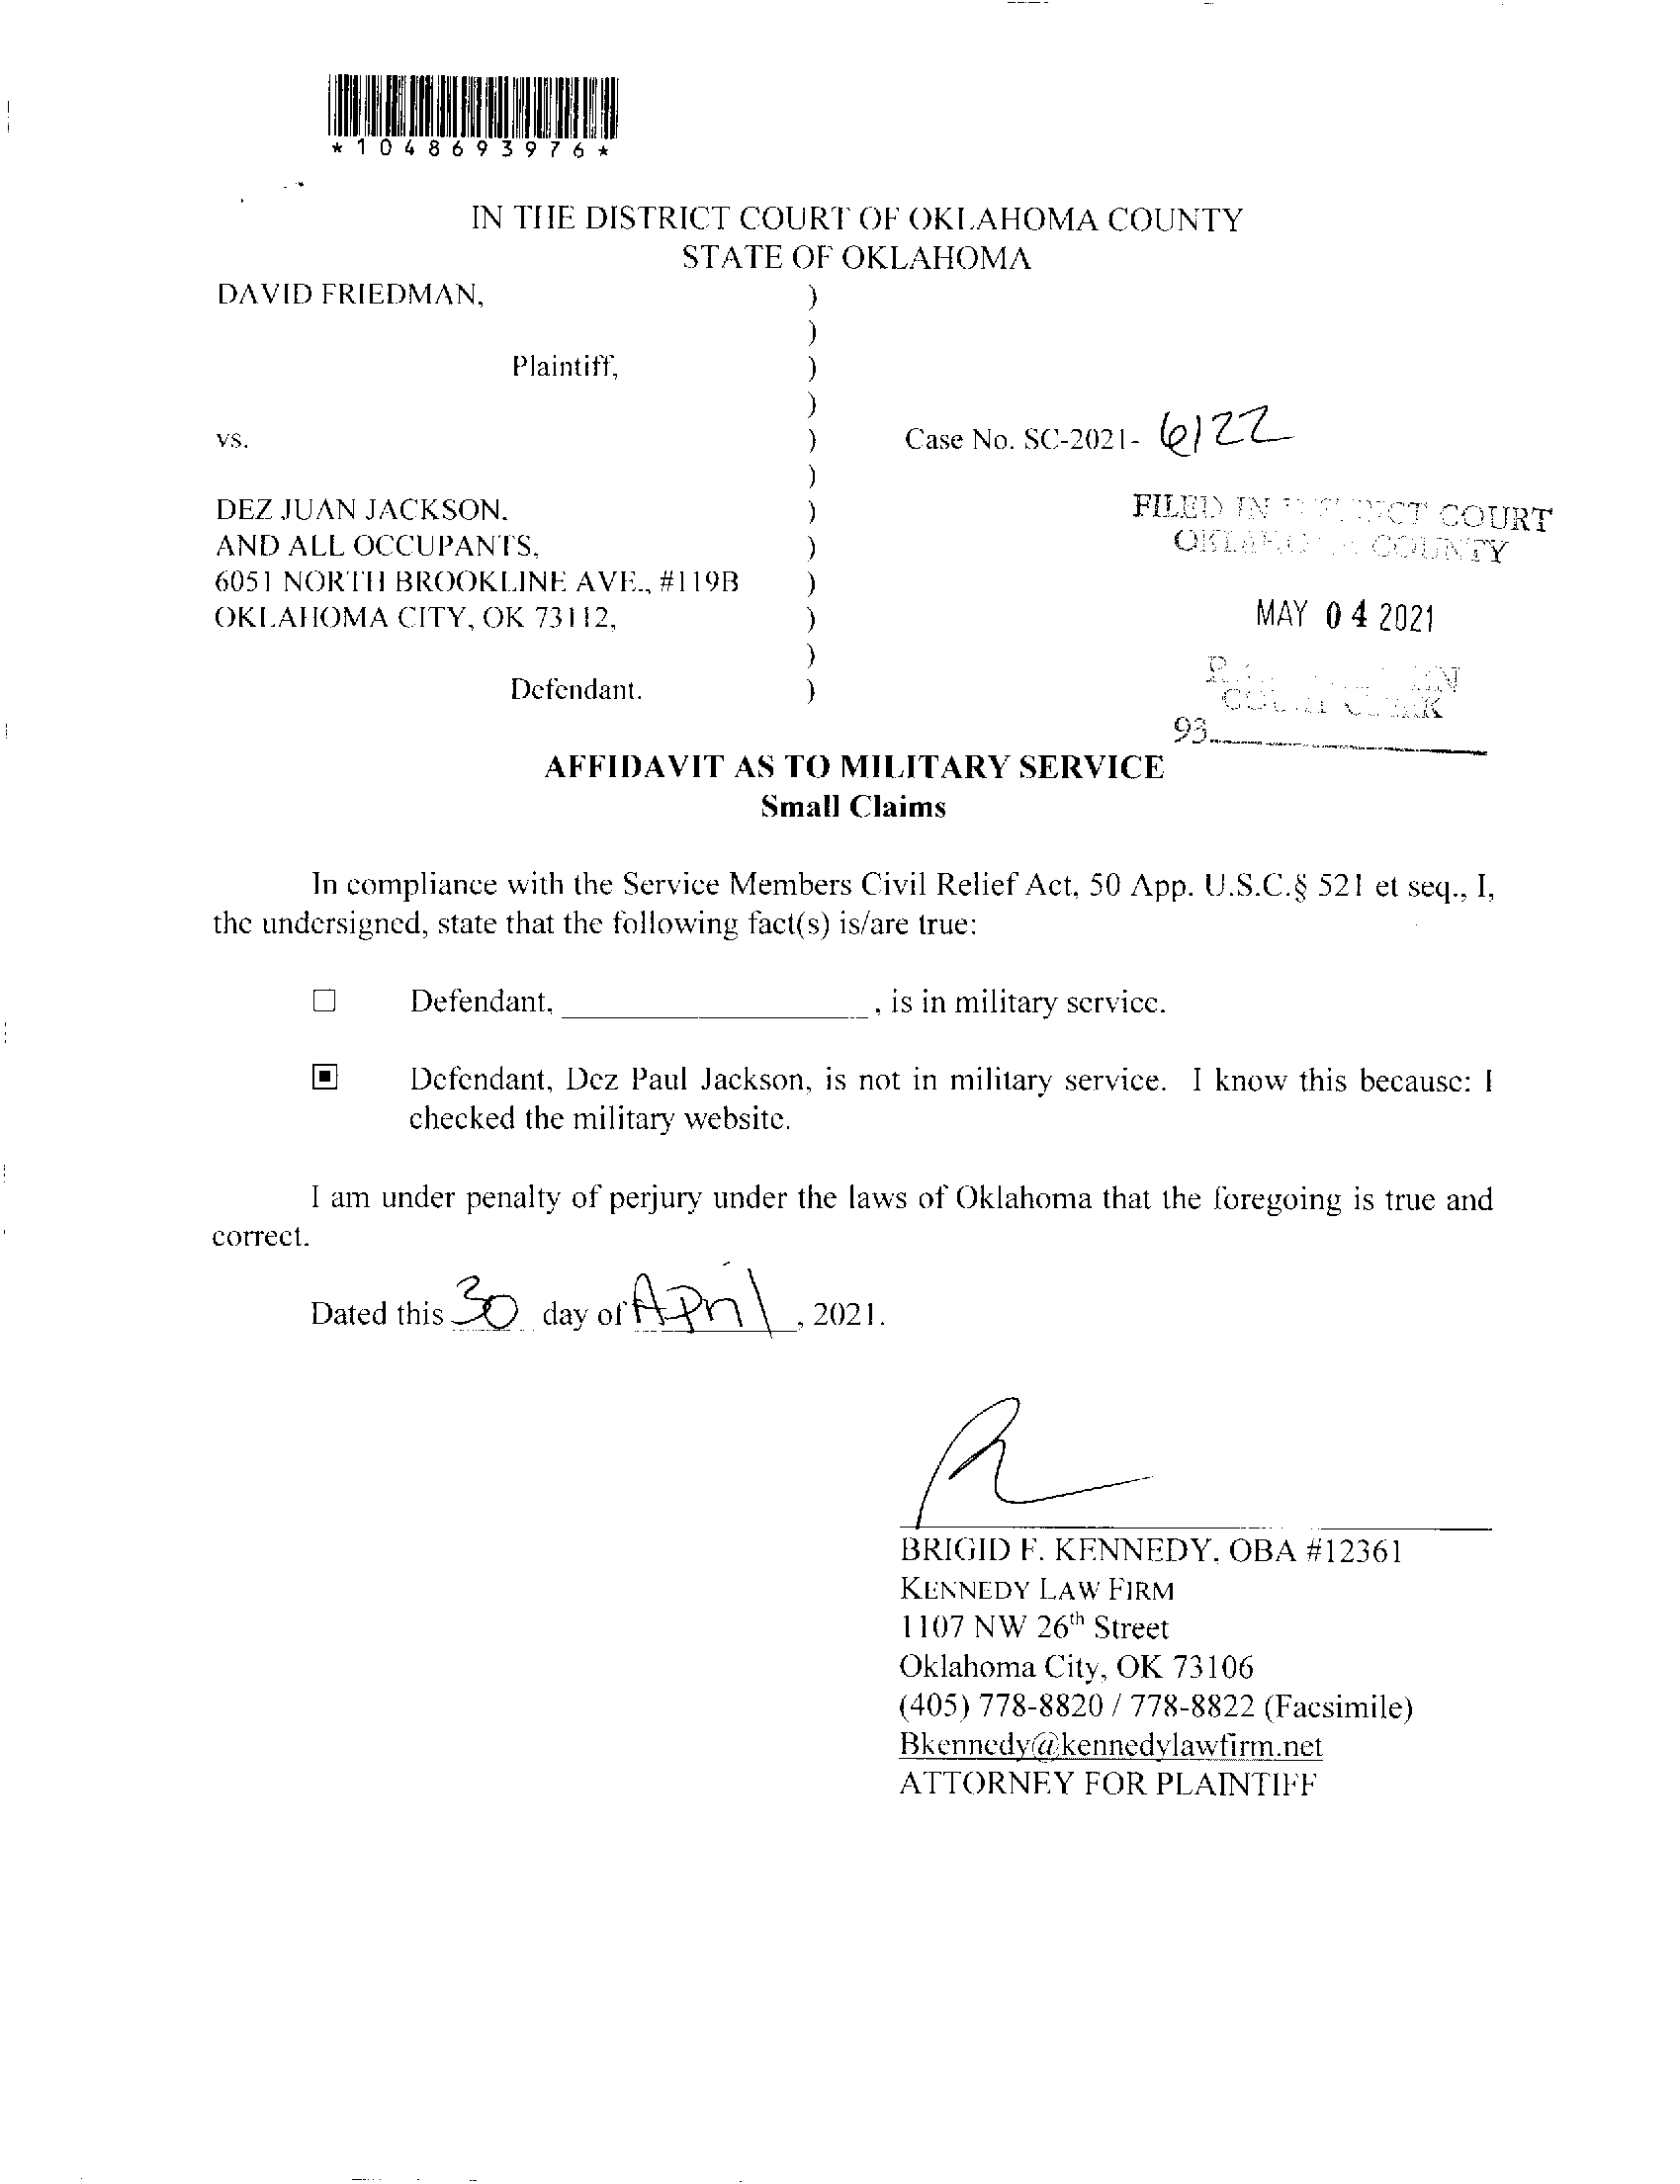 *1048693976*
IN THE DISTRICT COURT OF OKLAHOMA COUNTY
STATE OF OKLAHOMA
DAVID FRIEDMAN, )
)
Plaintiff, )
)
vs. ) Case No. SC-2021- 6122
)
DEZ JUAN JACKSON, )
AND ALL OCCUPANTS, )
6051 NORTH BROOKLINE AVE., #119B )
OKLAHOMA CITY, OK 73112, )
)
Defendant. )
FILED IN DISTRICT COURT
OKLAHOMA COUNTY
MAY 04 2021
COURT CLERK
93
AFFIDAVIT AS TO MILITARY SERVICE
Small Claims
In compliance with the Service Members Civil Relief Act, 50 App. U.S.C.§ 521 et seq., I,
the undersigned, state that the following fact(s) is/are true:
☐ Defendant, ____________________, is in military service.
▣ Defendant, Dez Paul Jackson, is not in military service. I know this because: I
checked the military website.
I am under penalty of perjury under the laws of Oklahoma that the foregoing is true and
correct.
Dated this 30 day of April, 2021.
BRIGID F. KENNEDY, OBA #12361
KENNEDY LAW FIRM
1107 NW 26th Street
Oklahoma City, OK 73106
(405) 778-8820 / 778-8822 (Facsimile)
Bkennedy@kennedylawfirm.net
ATTORNEY FOR PLAINTIFF